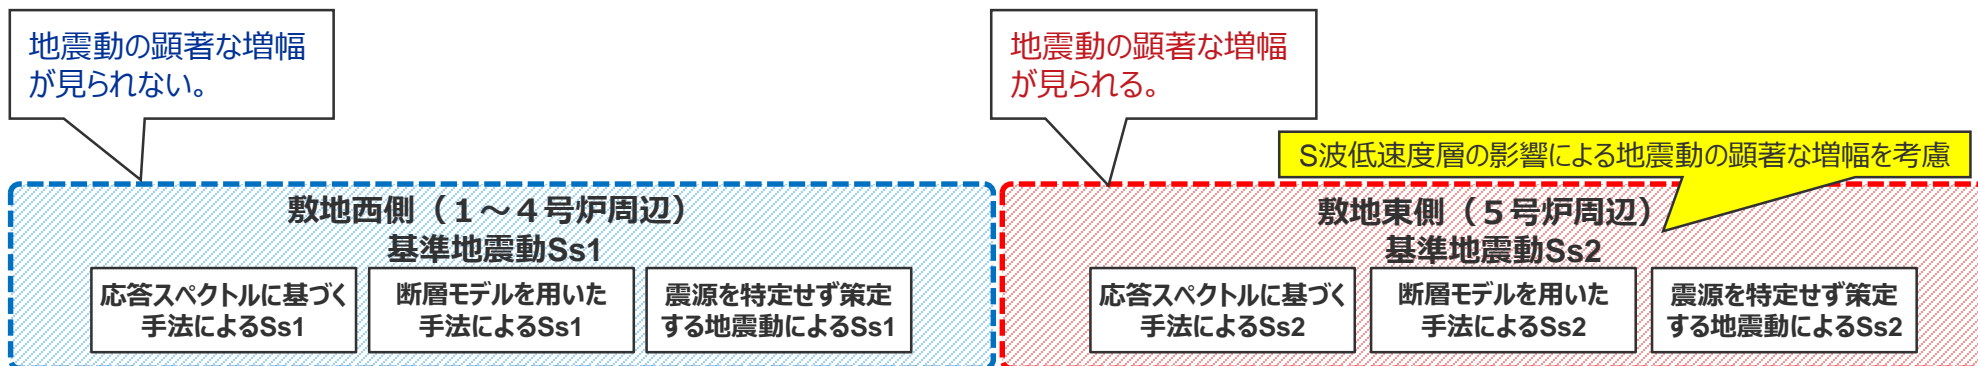 地震動の顕著な増幅
が見られない。
地震動の顕著な増幅
が見られる。
S波低速度層の影響による地震動の顕著な増幅を考慮
敷地西側（１～４号炉周辺）
基準地震動Ss1
応答スペクトルに基づく
手法によるSs1
断層モデルを用いた
手法によるSs1
震源を特定せず策定
する地震動によるSs1
敷地東側（５号炉周辺）
基準地震動Ss2
応答スペクトルに基づく
手法によるSs2
断層モデルを用いた
手法によるSs2
震源を特定せず策定
する地震動によるSs2